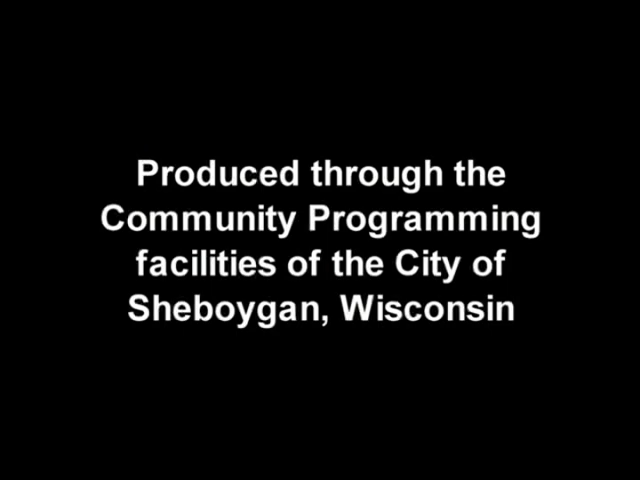 Produced through the
Community Programming
facilities of the City of
Sheboygan, Wisconsin